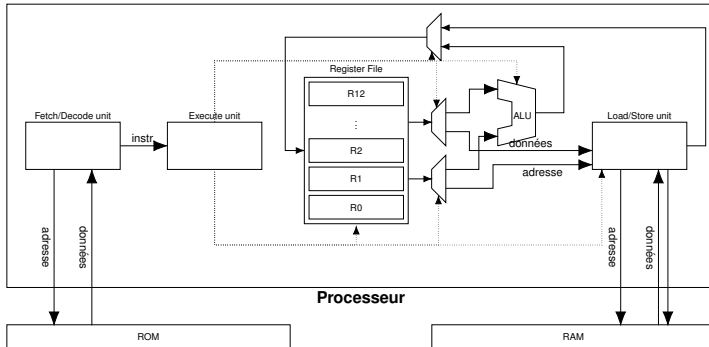 Register File
Fetch/Decode unit
Execute unit
Load/Store unit
R12
⋮
R2
R1
R0
ALU
instr.
données
adresse
adresse
données
adresse
données
Processeur
ROM
RAM